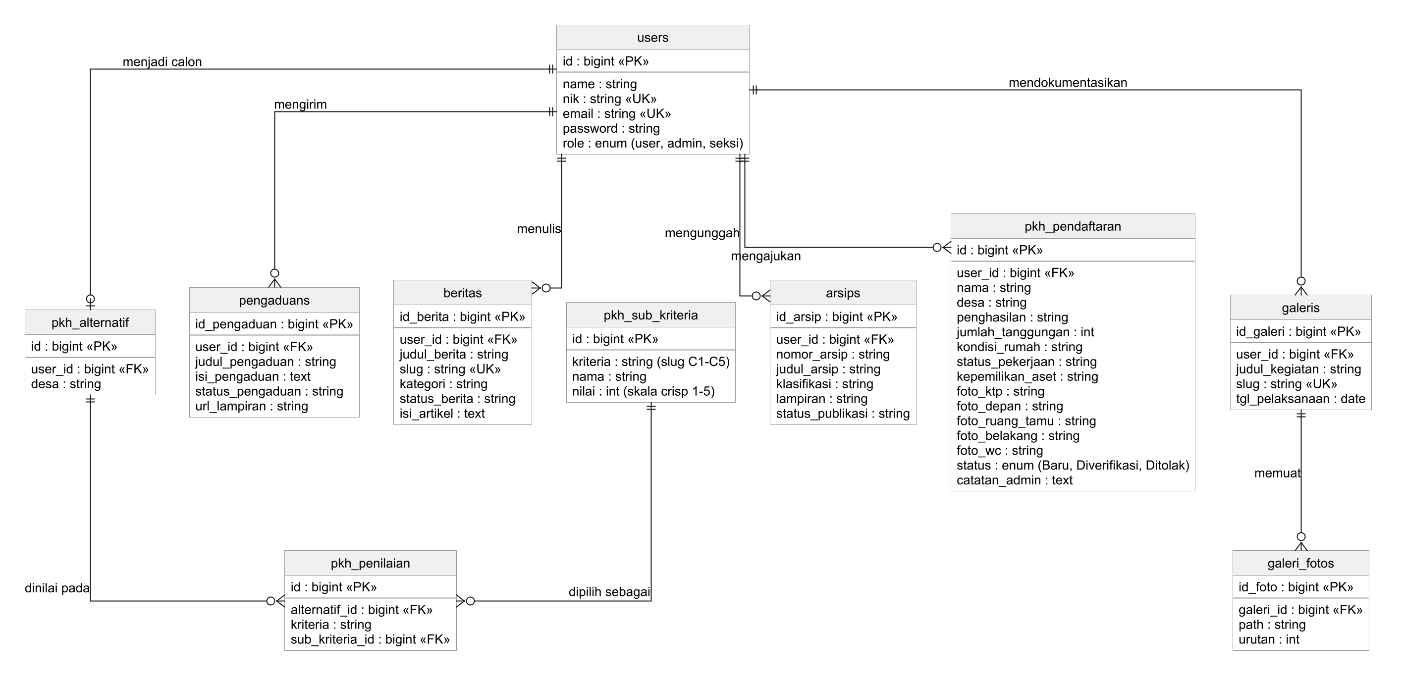 users
id : bigint «PK»
name : string
nik : string «UK»
email : string «UK»
password : string
role : enum (user, admin, seksi)
menjadi calon
mengirim
mendokumentasikan
menulis
mengunggah
mengajukan
pkh_alternatif
id : bigint «PK»
user_id : bigint «FK»
desa : string
pengaduans
id_pengaduan : bigint «PK»
user_id : bigint «FK»
judul_pengaduan : string
isi_pengaduan : text
status_pengaduan : string
url_lampiran : string
beritas
id_berita : bigint «PK»
user_id : bigint «FK»
judul_berita : string
slug : string «UK»
kategori : string
status_berita : string
isi_artikel : text
pkh_sub_kriteria
id : bigint «PK»
kriteria : string (slug C1-C5)
nama : string
nilai : int (skala crisp 1-5)
arsips
id_arsip : bigint «PK»
user_id : bigint «FK»
nomor_arsip : string
judul_arsip : string
klasifikasi : string
lampiran : string
status_publikasi : string
pkh_pendaftaran
id : bigint «PK»
user_id : bigint «FK»
nama : string
desa : string
penghasilan : string
jumlah_tanggungan : int
kondisi_rumah : string
status_pekerjaan : string
kepemilikan_aset : string
foto_ktp : string
foto_depan : string
foto_ruang_tamu : string
foto_belakang : string
foto_wc : string
status : enum (Baru, Diverifikasi, Ditolak)
catatan_admin : text
galeris
id_galeri : bigint «PK»
user_id : bigint «FK»
judul_kegiatan : string
slug : string «UK»
tgl_pelaksanaan : date
memuat
dinilai pada
dipilih sebagai
pkh_penilaian
id : bigint «PK»
alternatif_id : bigint «FK»
kriteria : string
sub_kriteria_id : bigint «FK»
galeri_fotos
id_foto : bigint «PK»
galeri_id : bigint «FK»
path : string
urutan : int